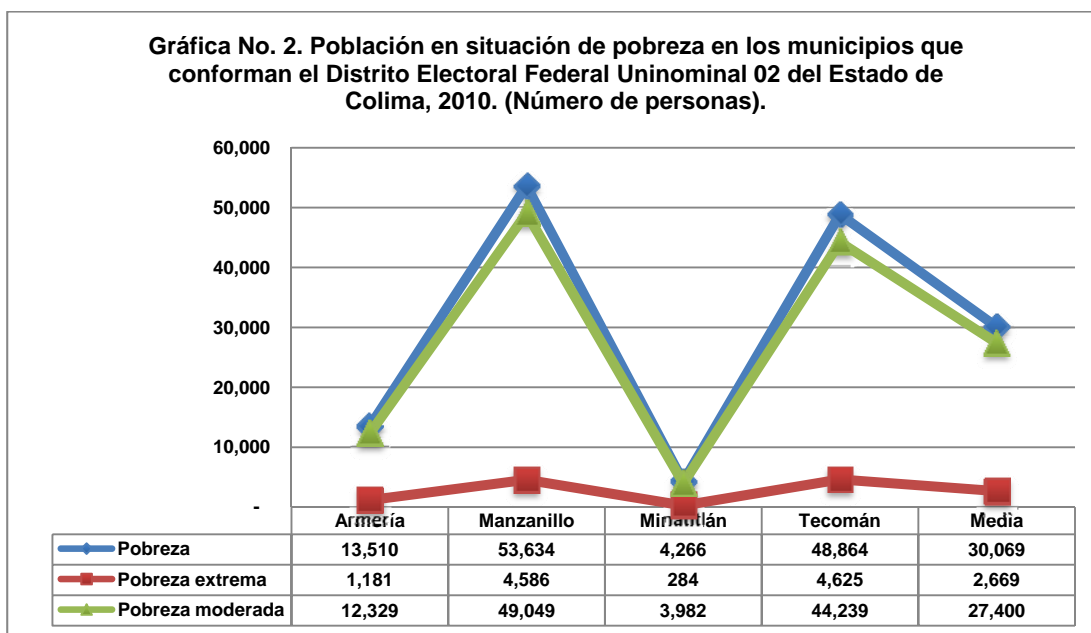 Gráfica No. 2. Población en situación de pobreza en los municipios que
conforman el Distrito Electoral Federal Uninominal 02 del Estado de
Colima, 2010. (Número de personas).
60,000
50,000
40,000
30,000
20,000
10,000
-
Armería Manzanillo Minatitlán Tecomán Media
Pobreza 13,510 53,634 4,266 48,864 30,069
Pobreza extrema 1,181 4,586 284 4,625 2,669
Pobreza moderada 12,329 49,049 3,982 44,239 27,400